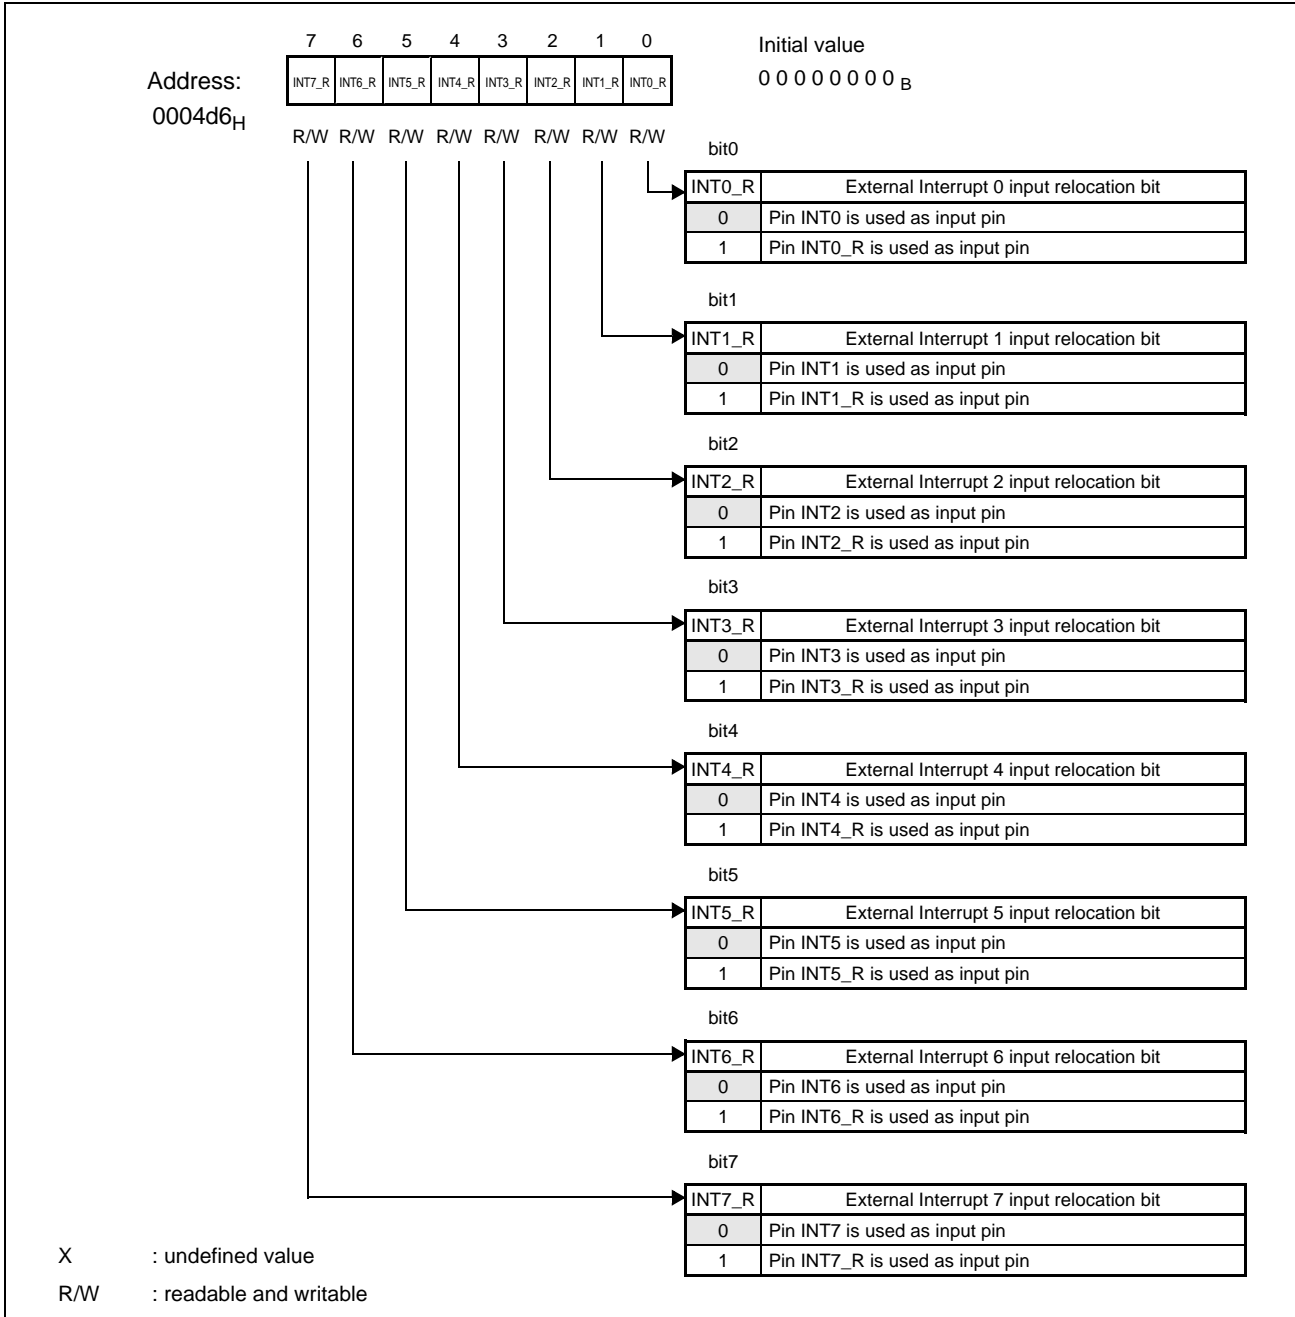 7 6 5 4 3 2 1 0
Initial value
Address:
INT7_R INT6_R INT5_R INT4_R INT3_R INT2_R INT1_R INT0_R
0 0 0 0 0 0 0 0 B
0004d6H
R/W R/W R/W R/W R/W R/W R/W R/W
bit0
INT0_R External Interrupt 0 input relocation bit
0 Pin INT0 is used as input pin
1 Pin INT0_R is used as input pin
bit1
INT1_R External Interrupt 1 input relocation bit
0 Pin INT1 is used as input pin
1 Pin INT1_R is used as input pin
bit2
INT2_R External Interrupt 2 input relocation bit
0 Pin INT2 is used as input pin
1 Pin INT2_R is used as input pin
bit3
INT3_R External Interrupt 3 input relocation bit
0 Pin INT3 is used as input pin
1 Pin INT3_R is used as input pin
bit4
INT4_R External Interrupt 4 input relocation bit
0 Pin INT4 is used as input pin
1 Pin INT4_R is used as input pin
bit5
INT5_R External Interrupt 5 input relocation bit
0 Pin INT5 is used as input pin
1 Pin INT5_R is used as input pin
bit6
INT6_R External Interrupt 6 input relocation bit
0 Pin INT6 is used as input pin
1 Pin INT6_R is used as input pin
bit7
INT7_R External Interrupt 7 input relocation bit
0 Pin INT7 is used as input pin
1 Pin INT7_R is used as input pin
X : undefined value
R/W : readable and writable